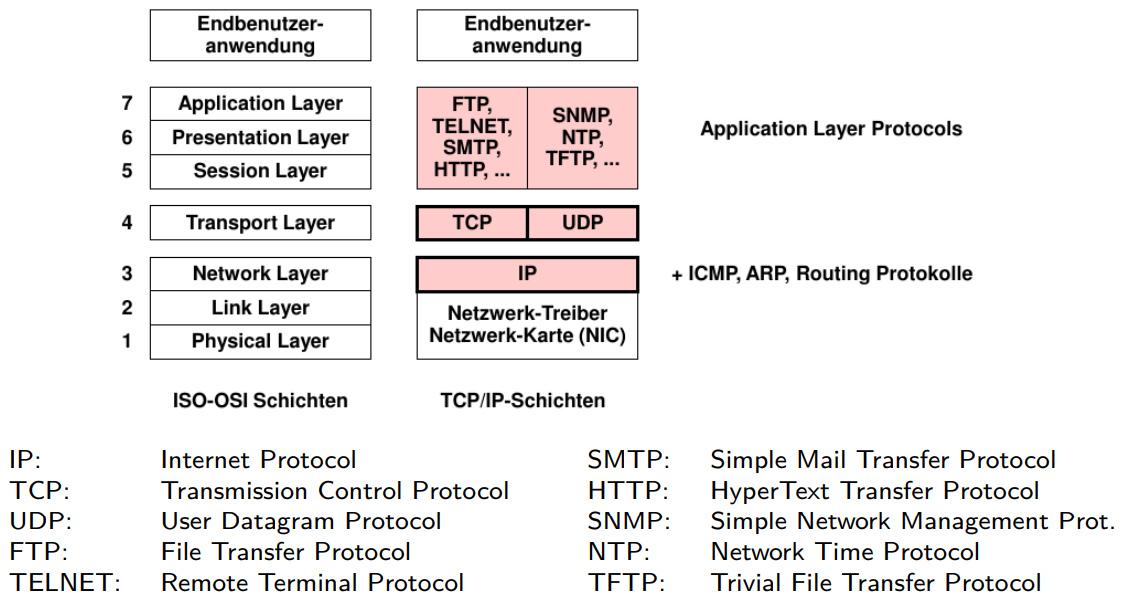 Endbenutzer-
anwendung
Endbenutzer-
anwendung
7 Application Layer
6 Presentation Layer
5 Session Layer
FTP,
TELNET,
SMTP,
HTTP, ...
SNMP,
NTP,
TFTP, ...
Application Layer Protocols
4 Transport Layer
TCP
UDP
3 Network Layer
IP
+ ICMP, ARP, Routing Protokolle
2 Link Layer
1 Physical Layer
Netzwerk-Treiber
Netzwerk-Karte (NIC)
ISO-OSI Schichten
TCP/IP-Schichten
IP: Internet Protocol
TCP: Transmission Control Protocol
UDP: User Datagram Protocol
FTP: File Transfer Protocol
TELNET: Remote Terminal Protocol
SMTP: Simple Mail Transfer Protocol
HTTP: HyperText Transfer Protocol
SNMP: Simple Network Management Prot.
NTP: Network Time Protocol
TFTP: Trivial File Transfer Protocol